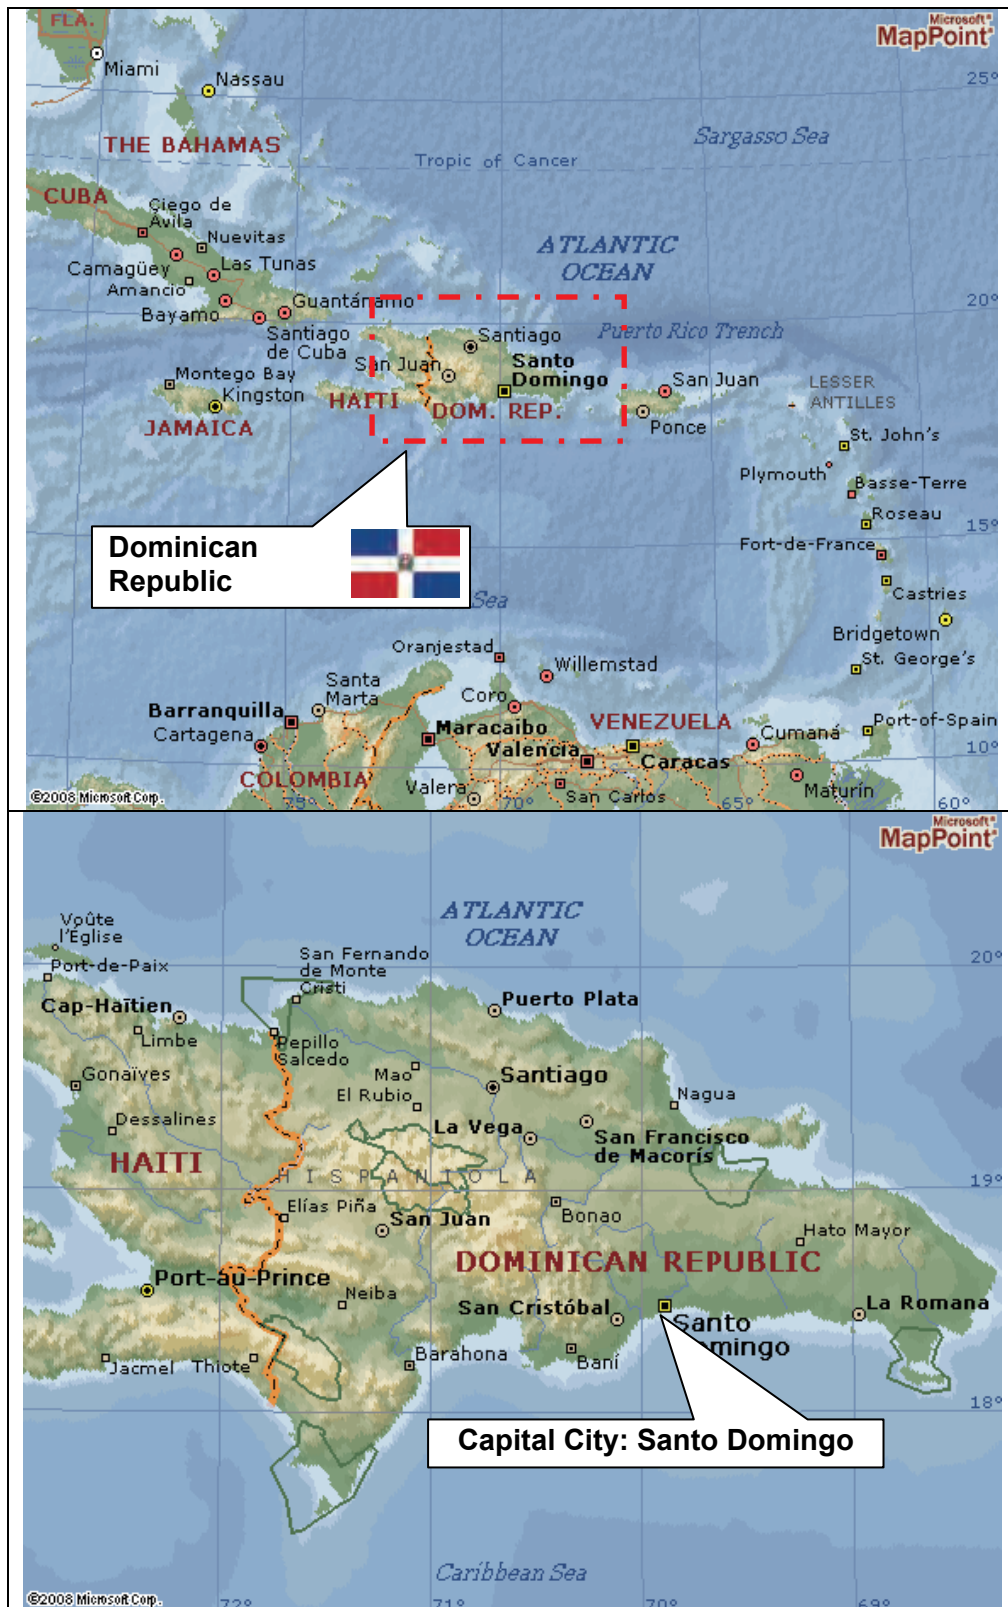 FLA.
Microsoft®
MapPoint®
Miami
Nassau
25°
THE BAHAMAS
Sargasso Sea
Tropic of Cancer
CUBA
Ciego de
Ávila
Nuevitas
ATLANTIC
OCEAN
Camagüey
Las Tunas
Amancio
Guantánamo
20°
Bayamo
Santiago
de Cuba
Puerto Rico Trench
Santiago
San Juan
Santo
Domingo
Montego Bay
Kingston
HAITI
DOM. REP.
San Juan
LESSER
ANTILLES
JAMAICA
Ponce
St. John's
Plymouth
Basse-Terre
Roseau
15°
Dominican
Republic
Fort-de-France
Castries
Sea
Bridgetown
Oranjestad
Willemstad
St. George's
Santa
Marta
Coro
Barranquilla
Cartagena
Maracaibo
VENEZUELA
Cumaná
Port-of-Spain
Valencia
Caracas
10°
COLOMBIA
Valera
San Carlos
Maturín
©2008 Microsoft Corp.
75°
70°
65°
60°
Microsoft®
MapPoint®
ATLANTIC
OCEAN
Voûte
l'Église
Port-de-Paix
San Fernando
de Monte
Cristi
20°
Cap-Haïtien
Puerto Plata
Limbe
Pepillo
Salcedo
Gonaïves
Mao
Santiago
El Rubio
Nagua
Dessalines
La Vega
San Francisco
de Macorís
HAITI
HISPANIOLA
19°
Elías Piña
San Juan
Bonao
Hato Mayor
DOMINICAN REPUBLIC
Port-au-Prince
Neiba
San Cristóbal
La Romana
Santo
Jacmel
Thiote
Barahona
Baní
18°
Capital City: Santo Domingo
Caribbean Sea
©2008 Microsoft Corp.
72°
71°
70°
69°